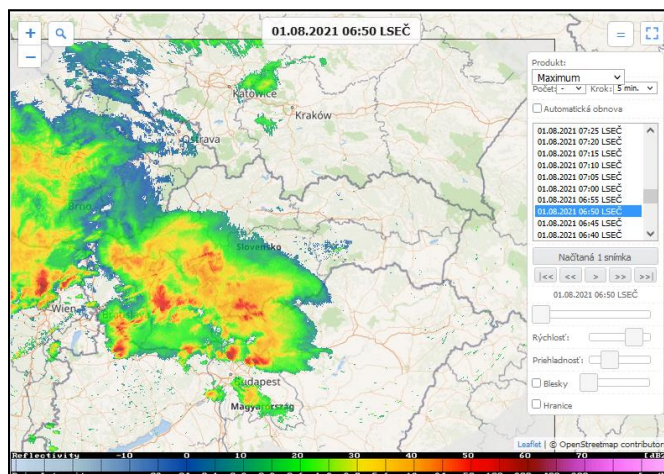 +
−
01.08.2021 06:50 LSEČ
=
Produkt:
Maximum
Počet: - Krok: 5 min.
Automatická obnova
01.08.2021 07:25 LSEČ
01.08.2021 07:20 LSEČ
01.08.2021 07:15 LSEČ
01.08.2021 07:10 LSEČ
01.08.2021 07:05 LSEČ
01.08.2021 07:00 LSEČ
01.08.2021 06:55 LSEČ
01.08.2021 06:50 LSEČ
01.08.2021 06:45 LSEČ
01.08.2021 06:40 LSEČ
Načítaná 1 snímka
|<< << > >> >>|
01.08.2021 06:50 LSEČ
Rýchlosť:
Priehladnosť:
Blesky
Hranice
Katowice
Kraków
Ostrava
Brno
Slovensko
Wien
Bratislava
Budapest
Magyarország
Leaflet | © OpenStreetmap contributor
Reflectivity -10 0 10 20 30 40 50 60 70 [dBZ